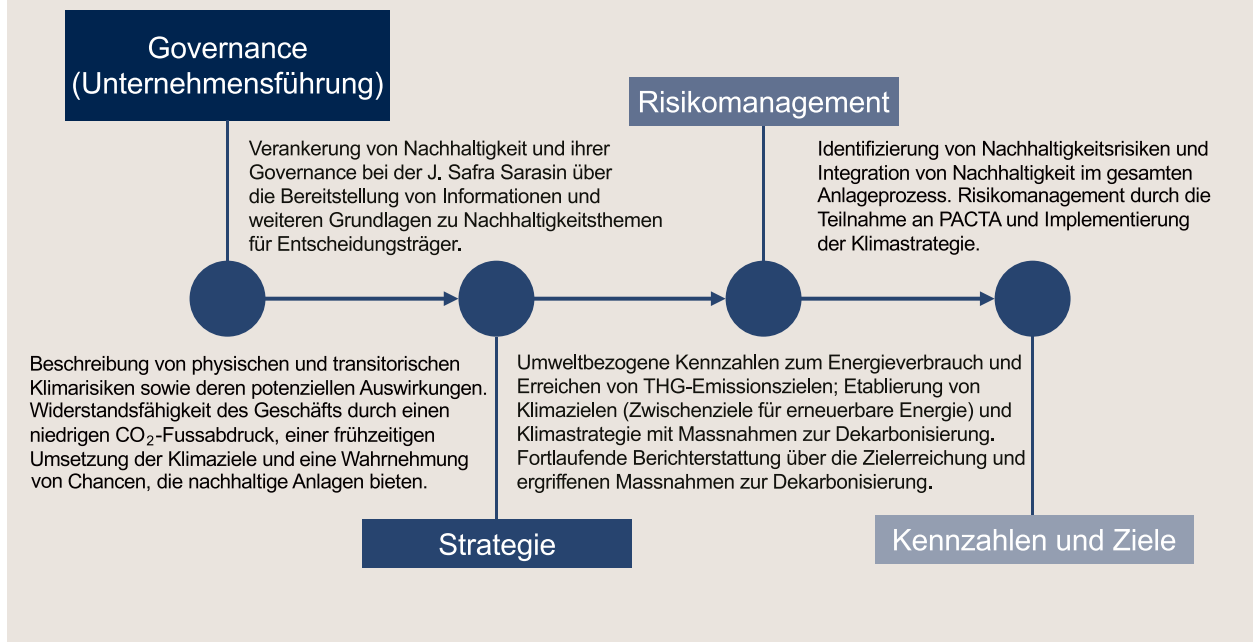 Governance
(Unternehmensführung)
Verankerung von Nachhaltigkeit und ihrer
Governance bei der J. Safra Sarasin über
die Bereitstellung von Informationen und
weiteren Grundlagen zu Nachhaltigkeitsthemen
für Entscheidungsträger.
Risikomanagement
Identifizierung von Nachhaltigkeitsrisiken und
Integration von Nachhaltigkeit im gesamten
Anlageprozess. Risikomanagement durch die
Teilnahme an PACTA und Implementierung
der Klimastrategie.
Beschreibung von physischen und transitorischen
Klimarisiken sowie deren potenziellen Auswirkungen.
Widerstandsfähigkeit des Geschäfts durch einen
niedrigen CO₂-Fussabdruck, einer frühzeitigen
Umsetzung der Klimaziele und eine Wahrnehmung
von Chancen, die nachhaltige Anlagen bieten.
Strategie
Umweltbezogene Kennzahlen zum Energieverbrauch und
Erreichen von THG-Emissionszielen; Etablierung von
Klimazielen (Zwischenziele für erneuerbare Energie) und
Klimastrategie mit Massnahmen zur Dekarbonisierung.
Fortlaufende Berichterstattung über die Zielerreichung und
ergriffenen Massnahmen zur Dekarbonisierung.
Kennzahlen und Ziele